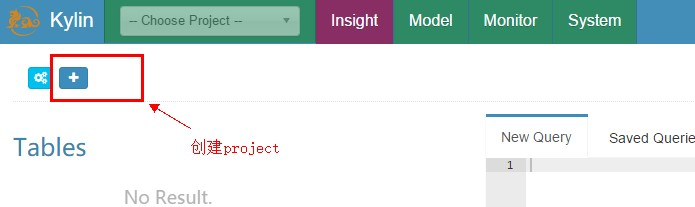 Kylin
-- Choose Project --
Insight
Model
Monitor
System
创建project
Tables
No Result.
New Query
Saved Querie
1